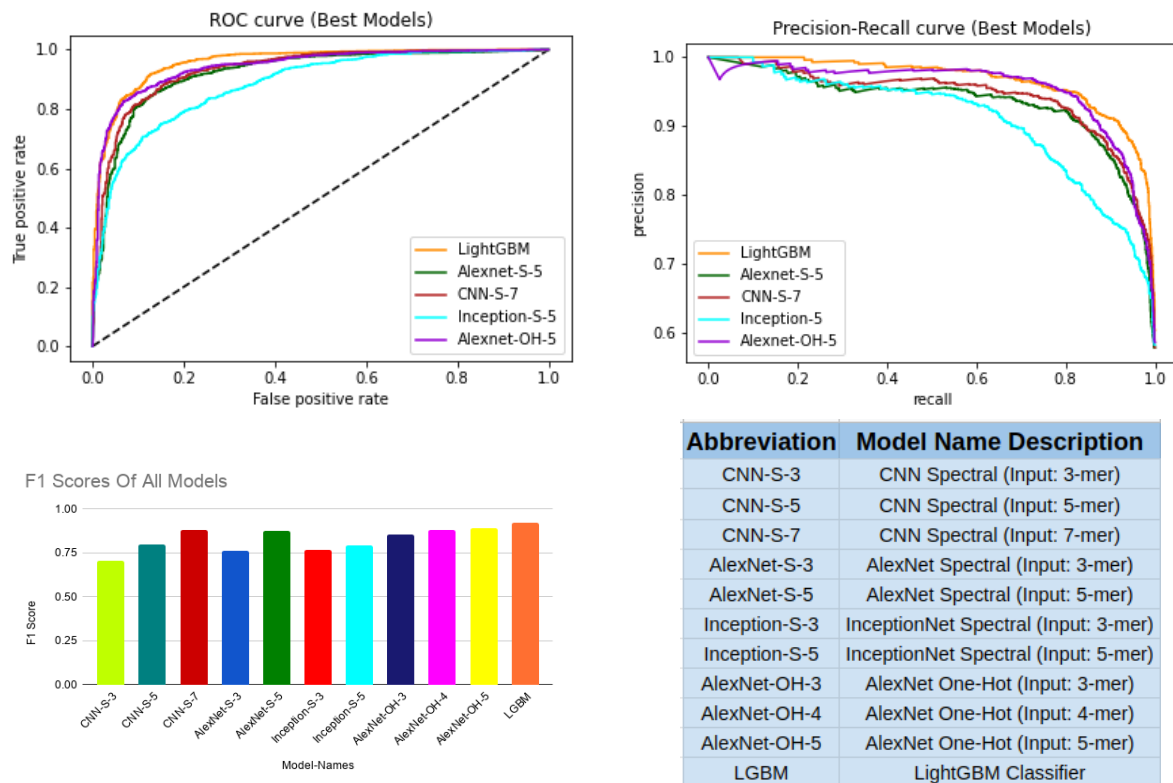 ROC curve (Best Models)
1.0
0.8
0.6
0.4
0.2
0.0
True positive rate
0.0
0.2
0.4
0.6
0.8
1.0
False positive rate
LightGBM
Alexnet-S-5
CNN-S-7
Inception-S-5
Alexnet-OH-5
Precision-Recall curve (Best Models)
1.0
0.9
0.8
0.7
0.6
precision
0.0
0.2
0.4
0.6
0.8
1.0
recall
LightGBM
Alexnet-S-5
CNN-S-7
Inception-5
Alexnet-OH-5
F1 Scores Of All Models
1.00
0.75
0.50
0.25
0.00
F1 Score
CNN-S-3
CNN-S-5
CNN-S-7
AlexNet-S-3
AlexNet-S-5
Inception-S-3
Inception-S-5
AlexNet-OH-3
AlexNet-OH-4
AlexNet-OH-5
LGBM
Model-Names
Abbreviation Model Name Description
CNN-S-3 CNN Spectral (Input: 3-mer)
CNN-S-5 CNN Spectral (Input: 5-mer)
CNN-S-7 CNN Spectral (Input: 7-mer)
AlexNet-S-3 AlexNet Spectral (Input: 3-mer)
AlexNet-S-5 AlexNet Spectral (Input: 5-mer)
Inception-S-3 InceptionNet Spectral (Input: 3-mer)
Inception-S-5 InceptionNet Spectral (Input: 5-mer)
AlexNet-OH-3 AlexNet One-Hot (Input: 3-mer)
AlexNet-OH-4 AlexNet One-Hot (Input: 4-mer)
AlexNet-OH-5 AlexNet One-Hot (Input: 5-mer)
LGBM LightGBM Classifier